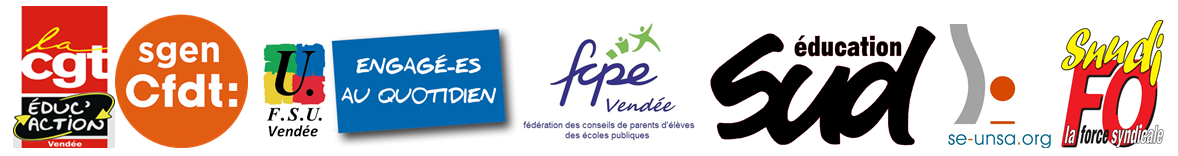 la
cgt
ÉDUC'
ACTION
Vendée
sgen
Cfdt:
U.
F.S.U.
Vendée
ENGAGÉ-ES
AU QUOTIDIEN
fcpe
Vendée
fédération des conseils de parents d'élèves
des écoles publiques
éducation
Sud
se-unsa.org
Snudi
FO
la force syndicale